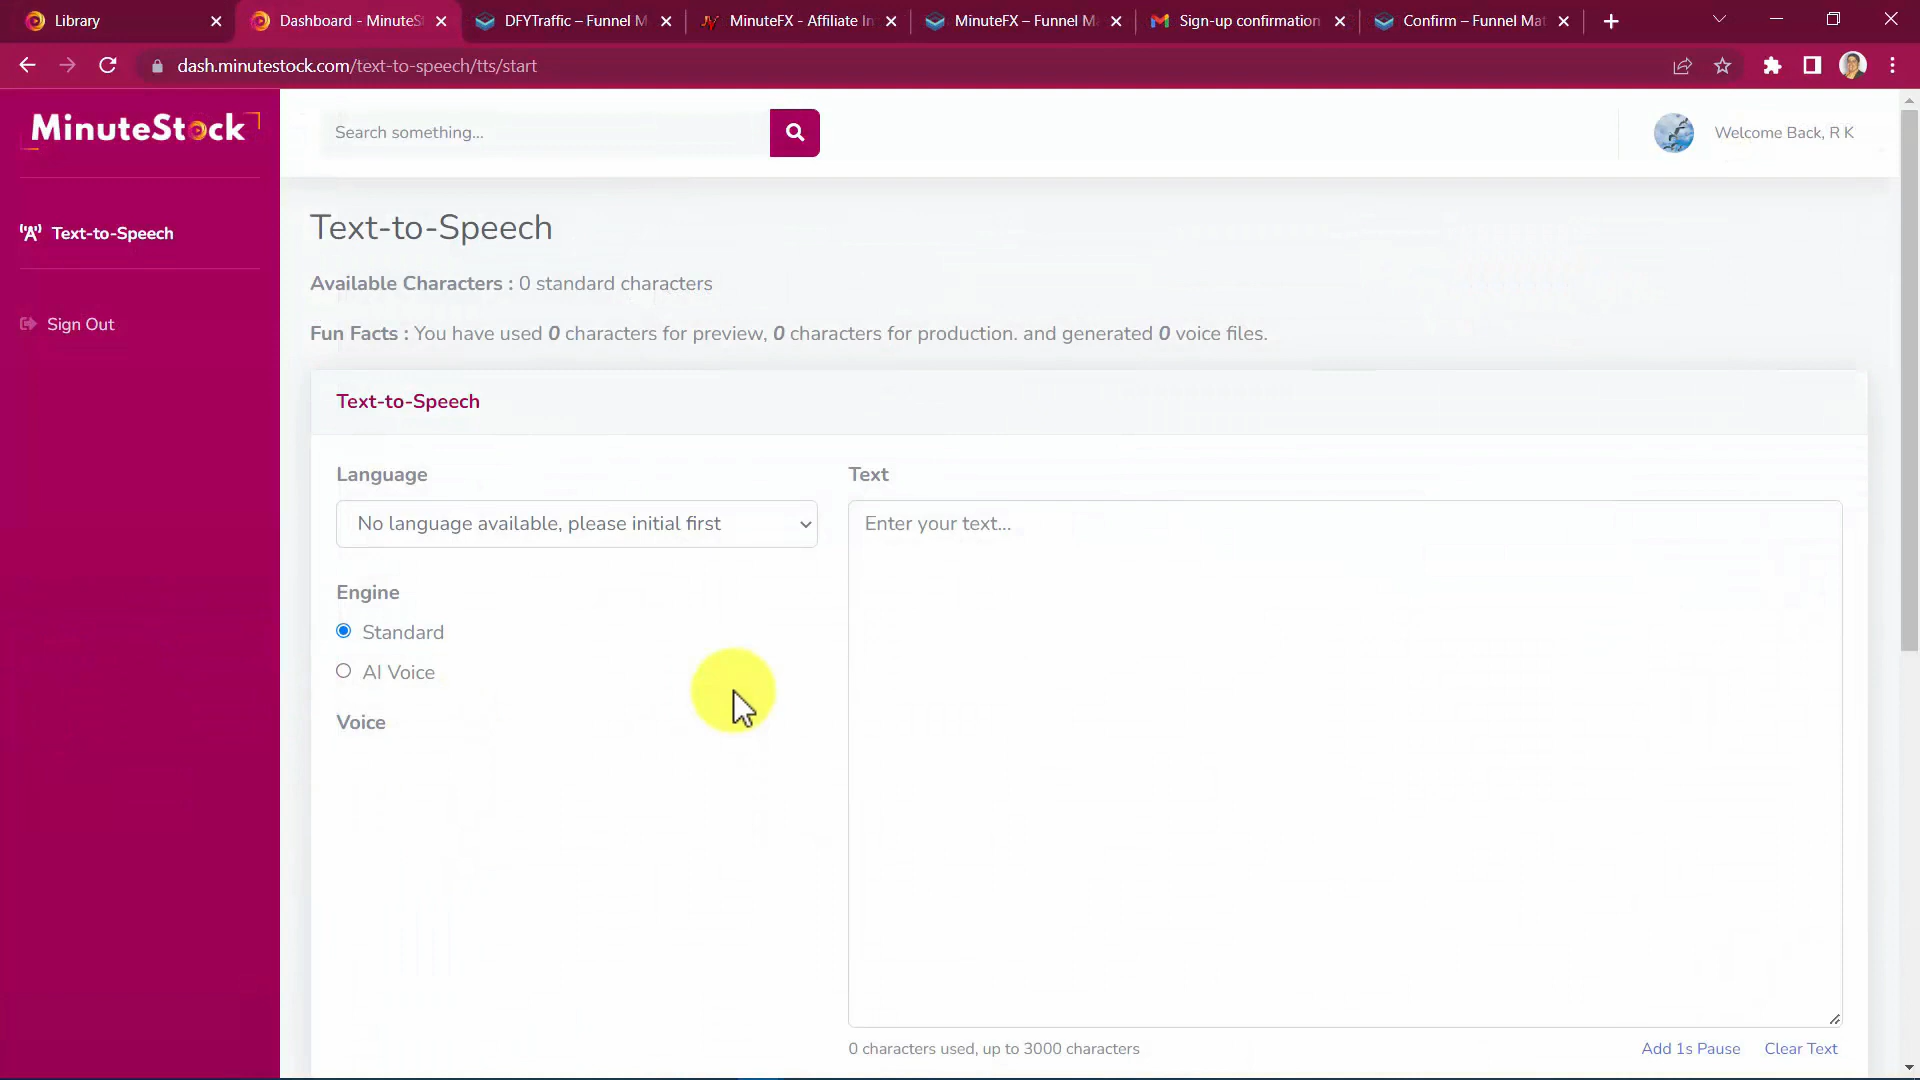 Library
Dashboard - MinuteSt
DFYTraffic – Funnel M
MinuteFX - Affiliate In
MinuteFX – Funnel Ma
Sign-up confirmation
Confirm – Funnel Mat
dash.minutestock.com/text-to-speech/tts/start
MinuteStock
Search something...
Welcome Back, R K
Text-to-Speech
Sign Out
Text-to-Speech
Available Characters : 0 standard characters
Fun Facts : You have used 0 characters for preview, 0 characters for production. and generated 0 voice files.
Text-to-Speech
Language
No language available, please initial first
Engine
Standard
AI Voice
Voice
Text
Enter your text...
0 characters used, up to 3000 characters
Add 1s Pause
Clear Text